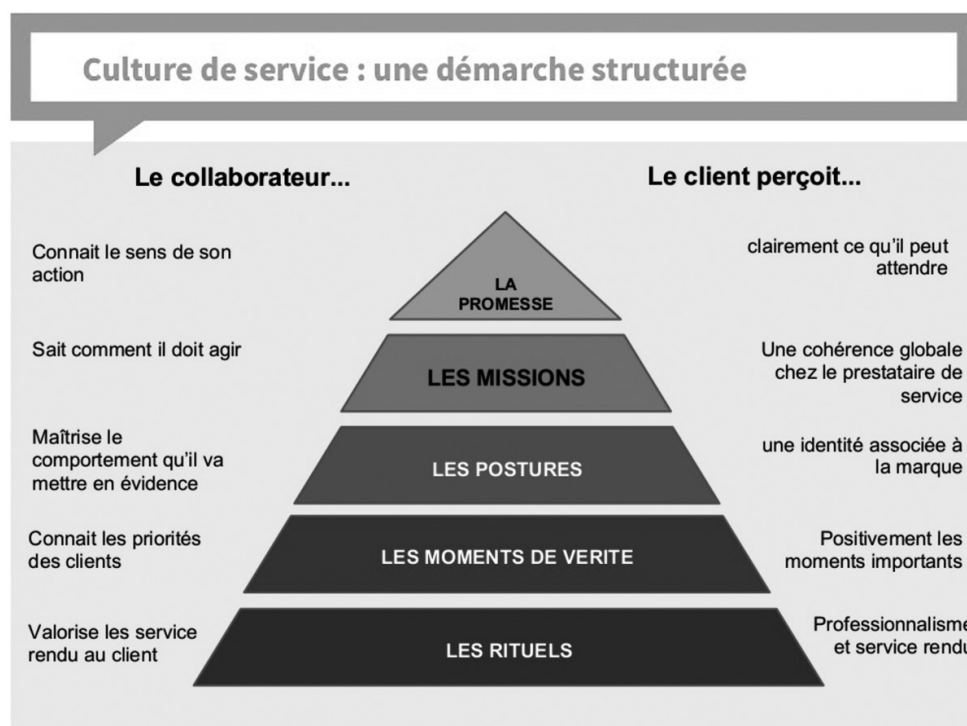 Culture de service : une démarche structurée
Le collaborateur...
Le client perçoit...
Connait le sens de son
action
LA
PROMESSE
clairement ce qu'il peut
attendre
Sait comment il doit agir
LES MISSIONS
Une cohérence globale
chez le prestataire de
service
Maîtrise le
comportement qu'il va
mettre en évidence
LES POSTURES
une identité associée à
la marque
Connait les priorités
des clients
LES MOMENTS DE VERITE
Positivement les
moments importants
Valorise les service
rendu au client
LES RITUELS
Professionnalisme
et service rendu